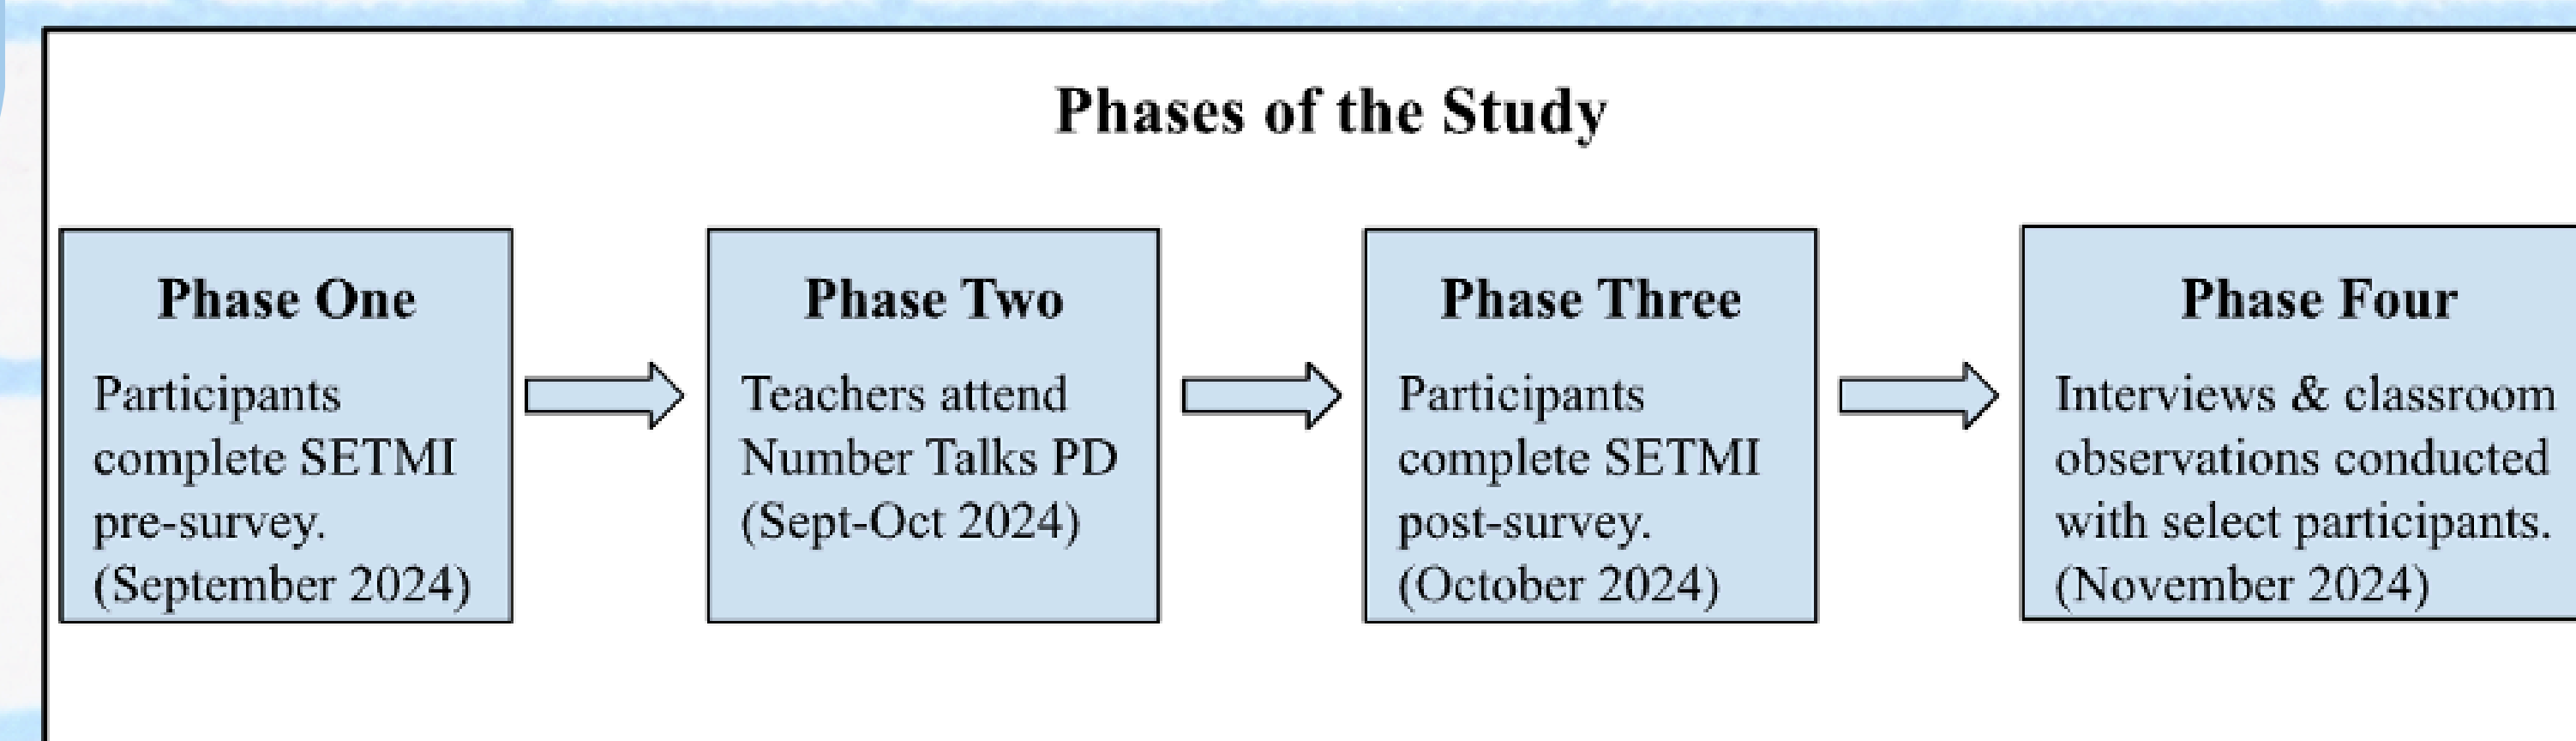 Phases of the Study
Phase One
Participants
complete SETMI
pre-survey.
(September 2024)
Phase Two
Teachers attend
Number Talks PD
(Sept-Oct 2024)
Phase Three
Participants
complete SETMI
post-survey.
(October 2024)
Phase Four
Interviews & classroom
observations conducted
with select participants.
(November 2024)